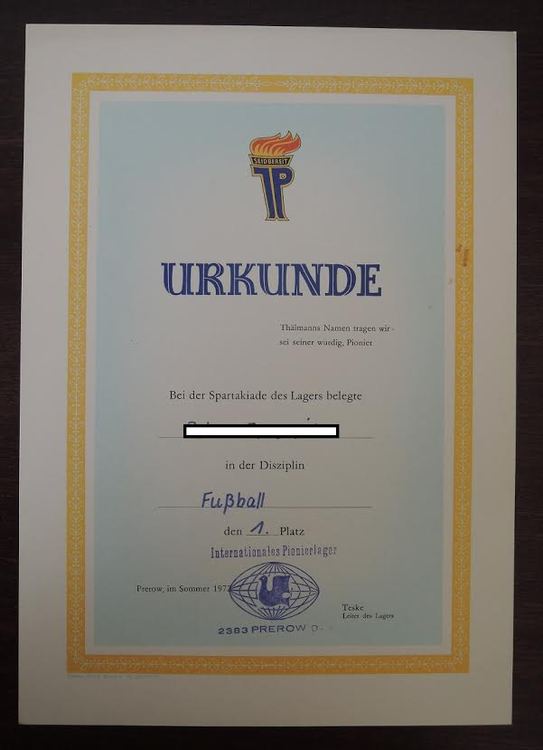 SEID BEREIT
TP
URKUNDE
Thälmanns Namen tragen wir -
sei seiner würdig, Pionier
Bei der Spartakiade des Lagers belegte
in der Disziplin
Fußball
den 1. Platz
Internationales Pionierlager
Prerow, im Sommer 197
Teske
Leiter des Lagers
2383 PREROW